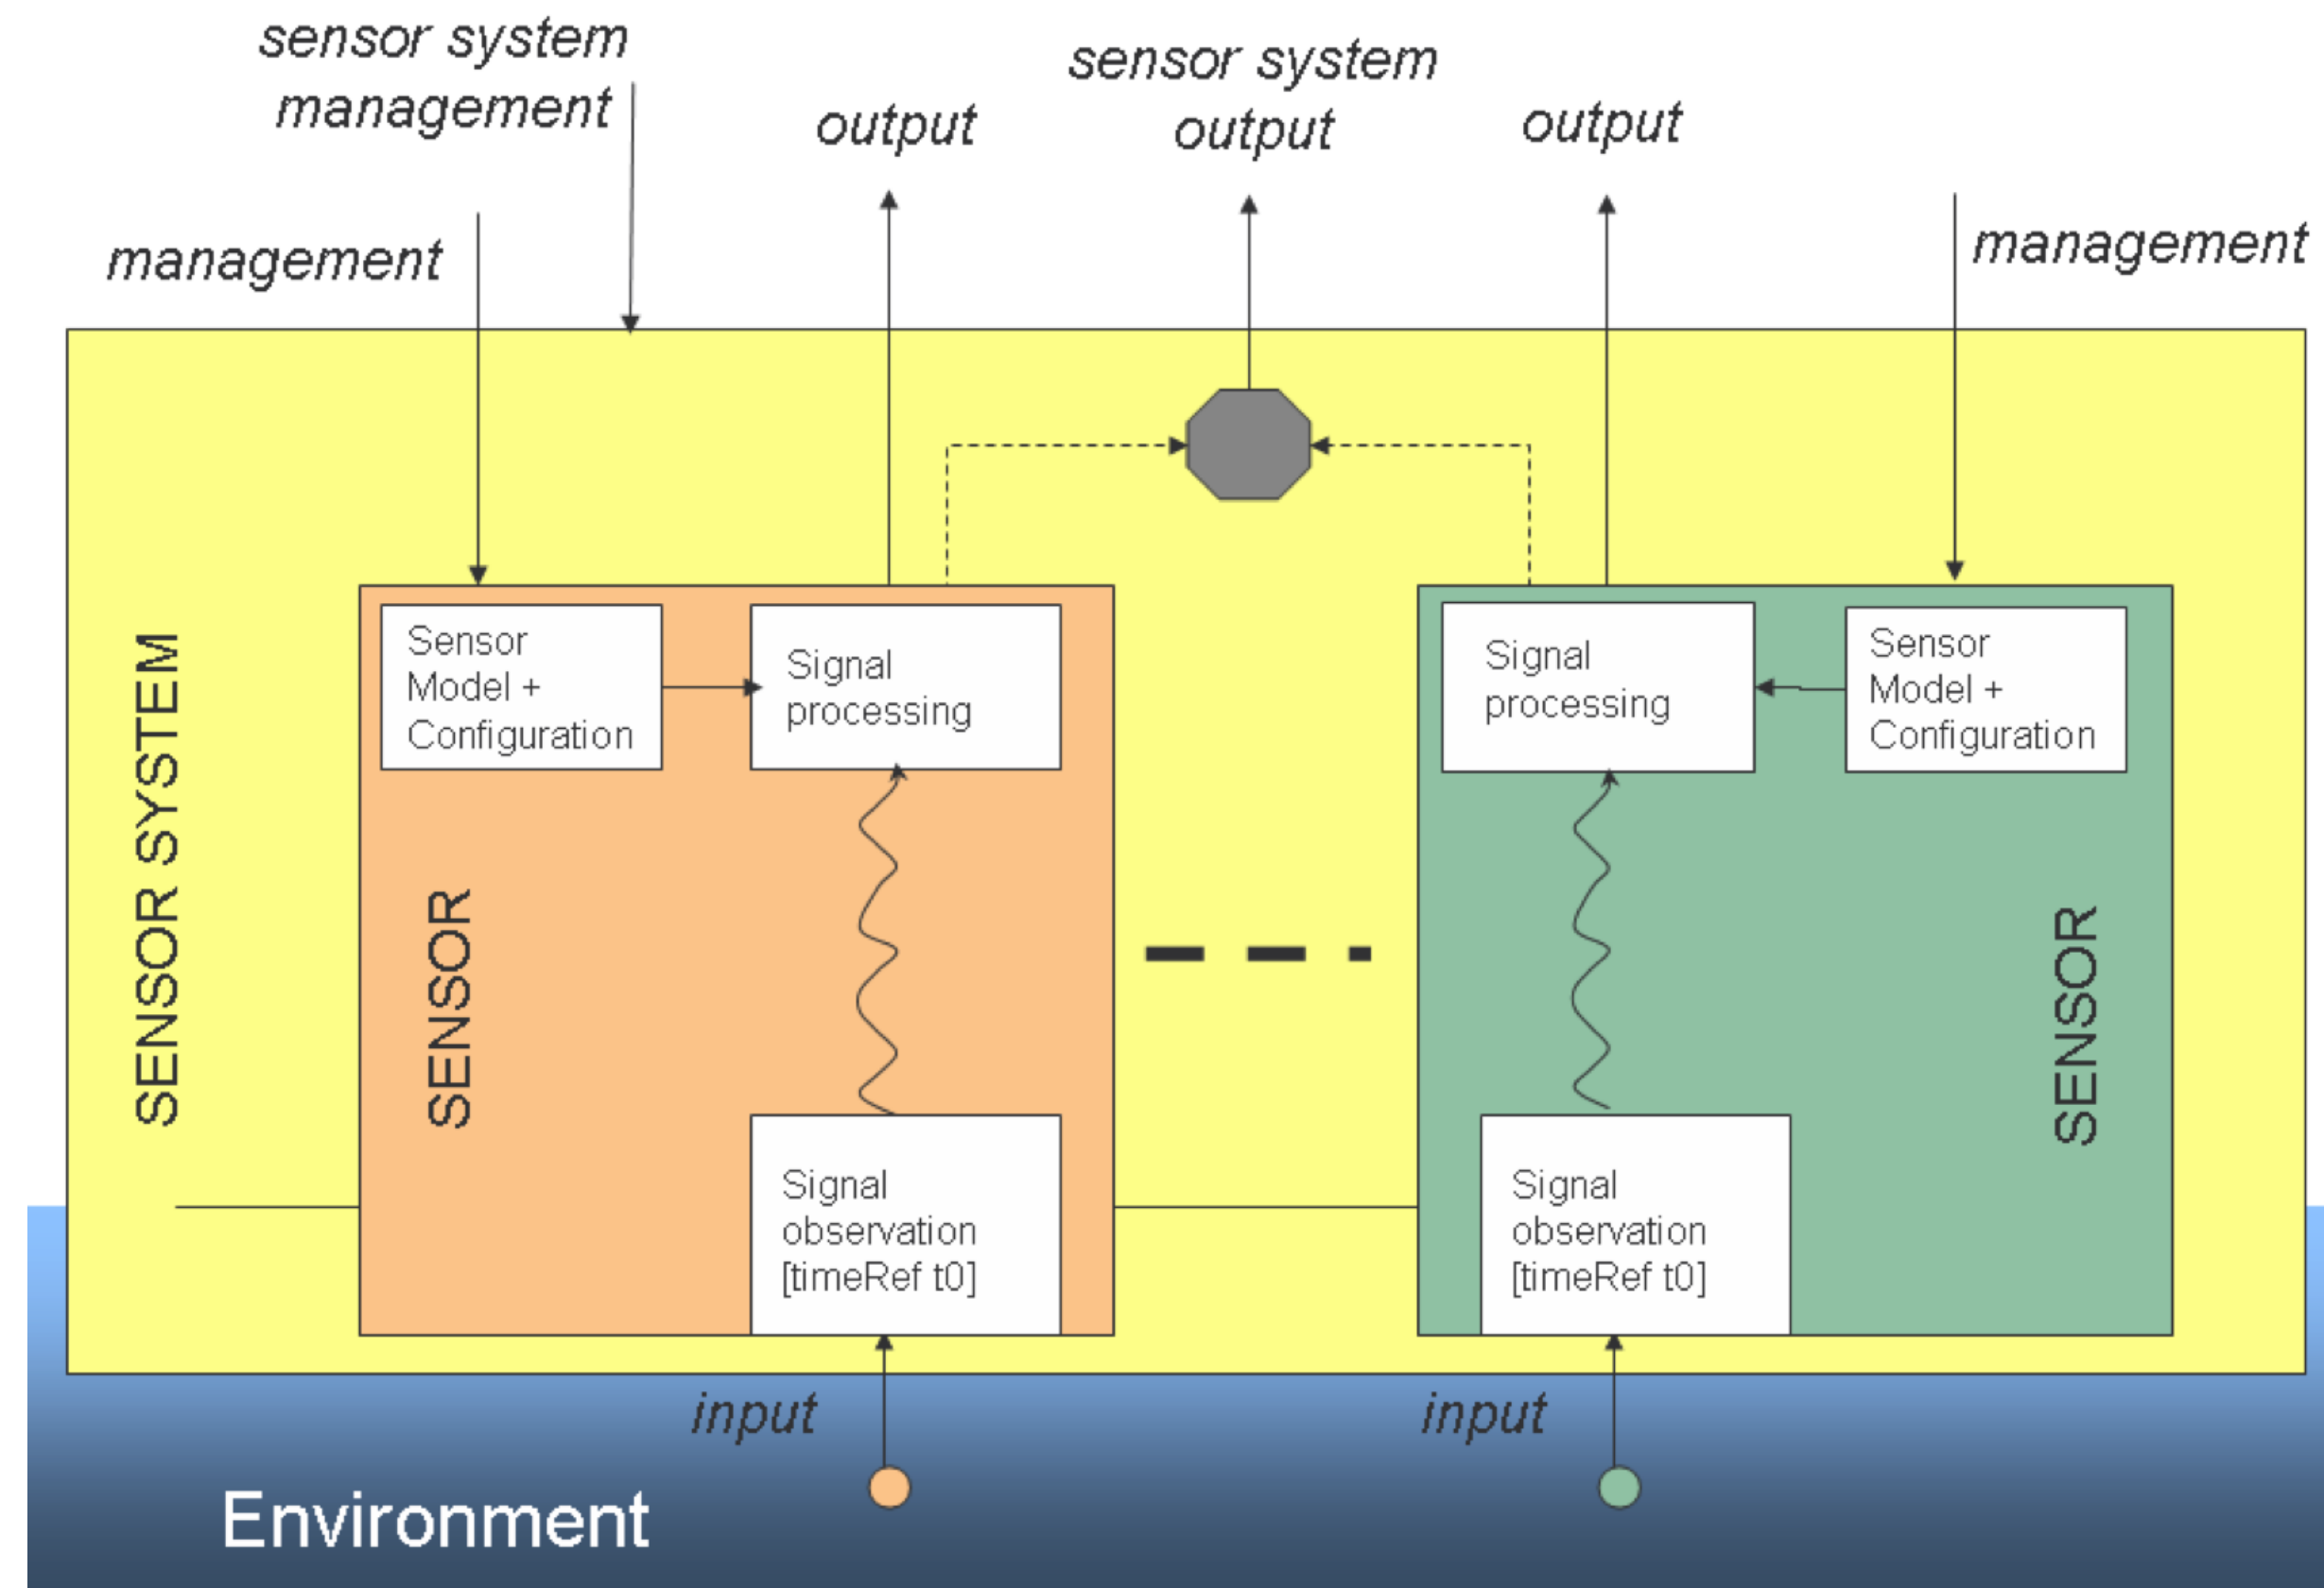 sensor system
management
sensor system
output
output
output
management
management
Sensor
Model +
Configuration
Signal
processing
Signal
processing
Sensor
Model +
Configuration
SENSOR SYSTEM
SENSOR
SENSOR
Signal
observation
[timeRef t0]
Signal
observation
[timeRef t0]
input
input
Environment